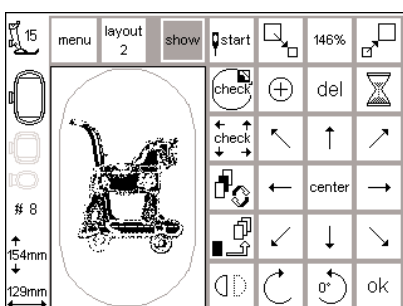 15 menu layout show start 146%
2
check del
check
center
# 8
154mm
129mm 0° ok